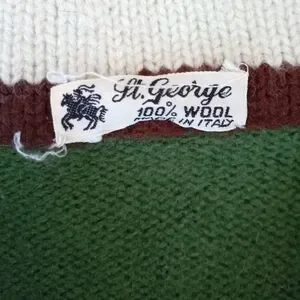 St. George
100% WOOL
MADE IN ITALY